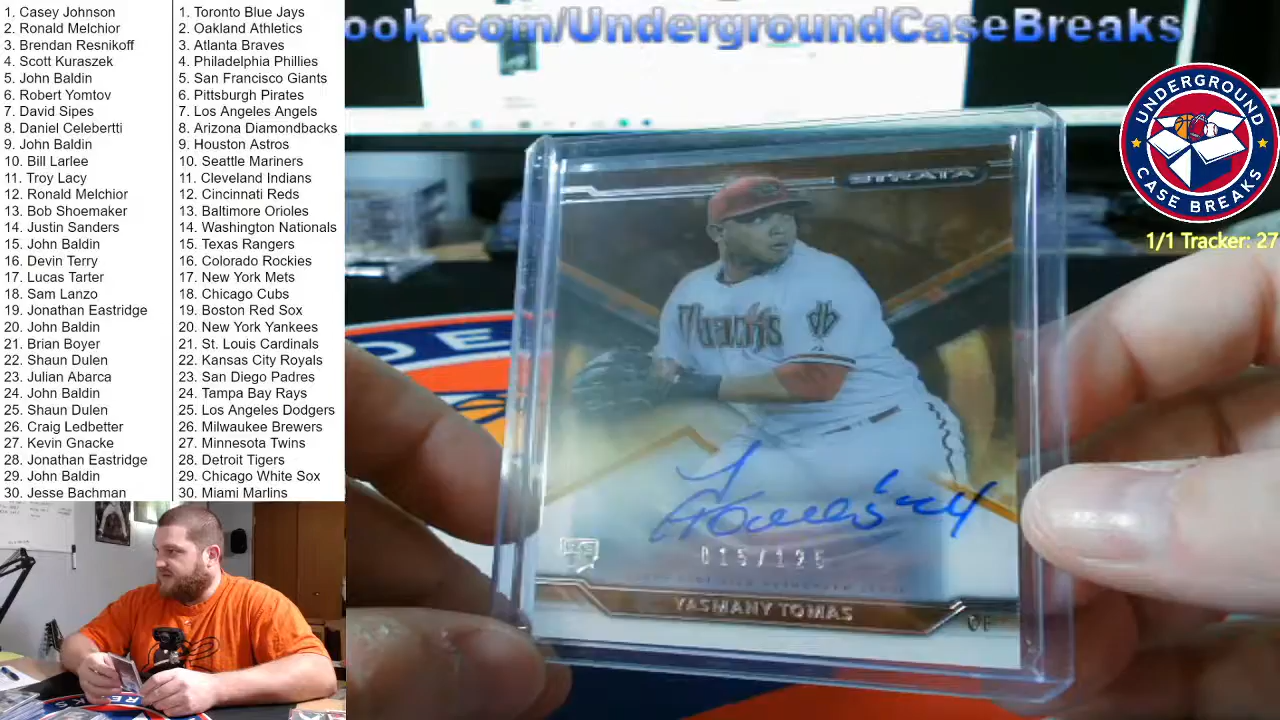 1. Casey Johnson
2. Ronald Melchior
3. Brendan Resnikoff
4. Scott Kuraszek
5. John Baldin
6. Robert Yomtov
7. David Sipes
8. Daniel Celebertti
9. John Baldin
10. Bill Larlee
11. Troy Lacy
12. Ronald Melchior
13. Bob Shoemaker
14. Justin Sanders
15. John Baldin
16. Devin Terry
17. Lucas Tarter
18. Sam Lanzo
19. Jonathan Eastridge
20. John Baldin
21. Brian Boyer
22. Shaun Dulen
23. Julian Abarca
24. John Baldin
25. Shaun Dulen
26. Craig Ledbetter
27. Kevin Gnacke
28. Jonathan Eastridge
29. John Baldin
30. Jesse Bachman
1. Toronto Blue Jays
2. Oakland Athletics
3. Atlanta Braves
4. Philadelphia Phillies
5. San Francisco Giants
6. Pittsburgh Pirates
7. Los Angeles Angels
8. Arizona Diamondbacks
9. Houston Astros
10. Seattle Mariners
11. Cleveland Indians
12. Cincinnati Reds
13. Baltimore Orioles
14. Washington Nationals
15. Texas Rangers
16. Colorado Rockies
17. New York Mets
18. Chicago Cubs
19. Boston Red Sox
20. New York Yankees
21. St. Louis Cardinals
22. Kansas City Royals
23. San Diego Padres
24. Tampa Bay Rays
25. Los Angeles Dodgers
26. Milwaukee Brewers
27. Minnesota Twins
28. Detroit Tigers
29. Chicago White Sox
30. Miami Marlins
ook.com/UndergroundCaseBreaks
UNDERGROUND
CASE BREAKS
1/1 Tracker: 27
STRATA
015/125
YASMANY TOMAS
OF